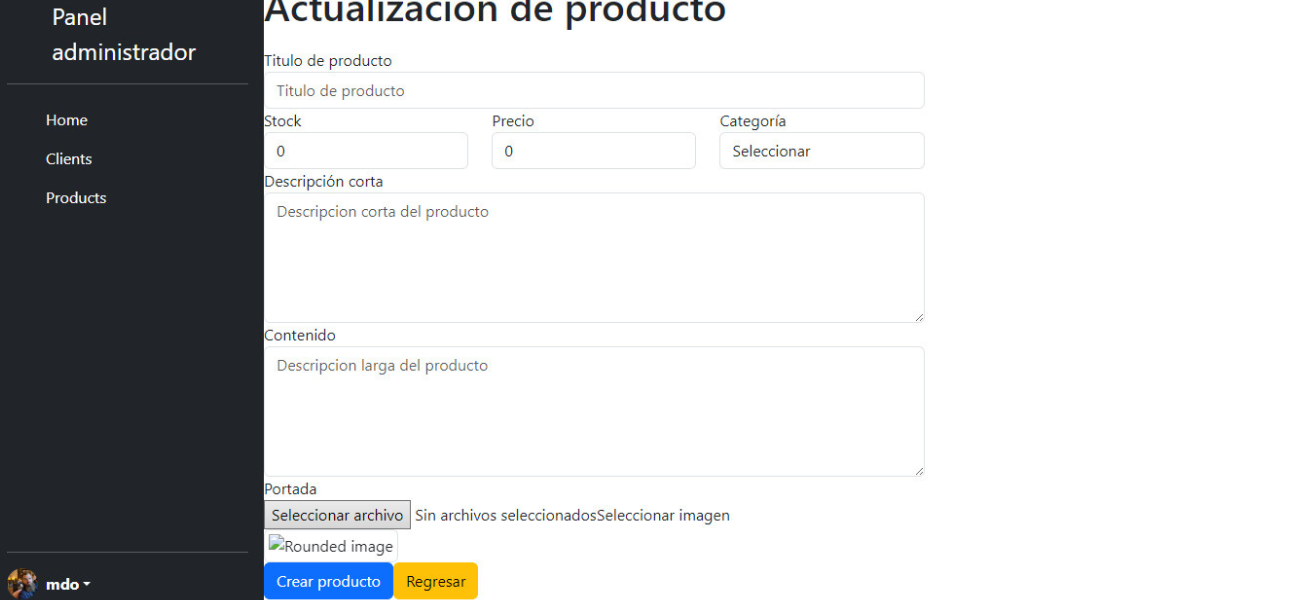 Panel
administrador
Home
Clients
Products
mdo
Actualización de producto
Titulo de producto
Titulo de producto
Stock
Precio
Categoría
0
0
Seleccionar
Descripción corta
Descripcion corta del producto
Contenido
Descripcion larga del producto
Portada
Seleccionar archivo Sin archivos seleccionadosSeleccionar imagen
Rounded image
Crear producto
Regresar